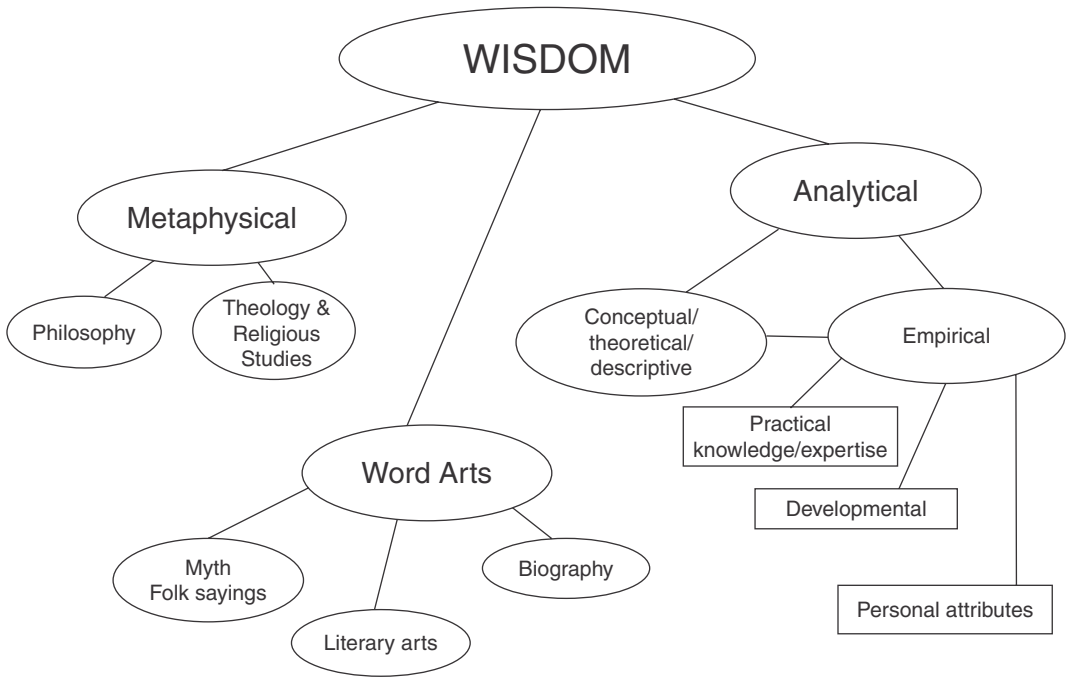 WISDOM
Metaphysical
Analytical
Philosophy
Theology &
Religious
Studies
Conceptual/
theoretical/
descriptive
Empirical
Practical
knowledge/expertise
Word Arts
Developmental
Myth
Folk sayings
Biography
Literary arts
Personal attributes